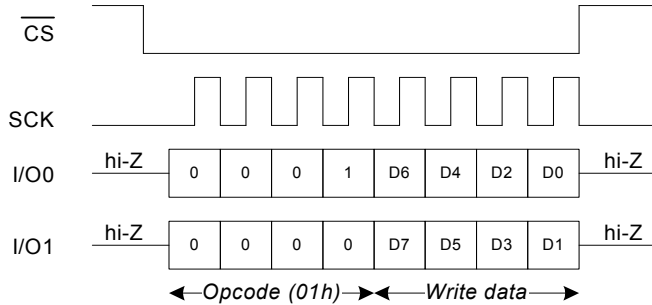 CS
SCK
I/O0 hi-Z 0 0 0 1 D6 D4 D2 D0 hi-Z
I/O1 hi-Z 0 0 0 0 D7 D5 D3 D1 hi-Z
Opcode (01h) Write data